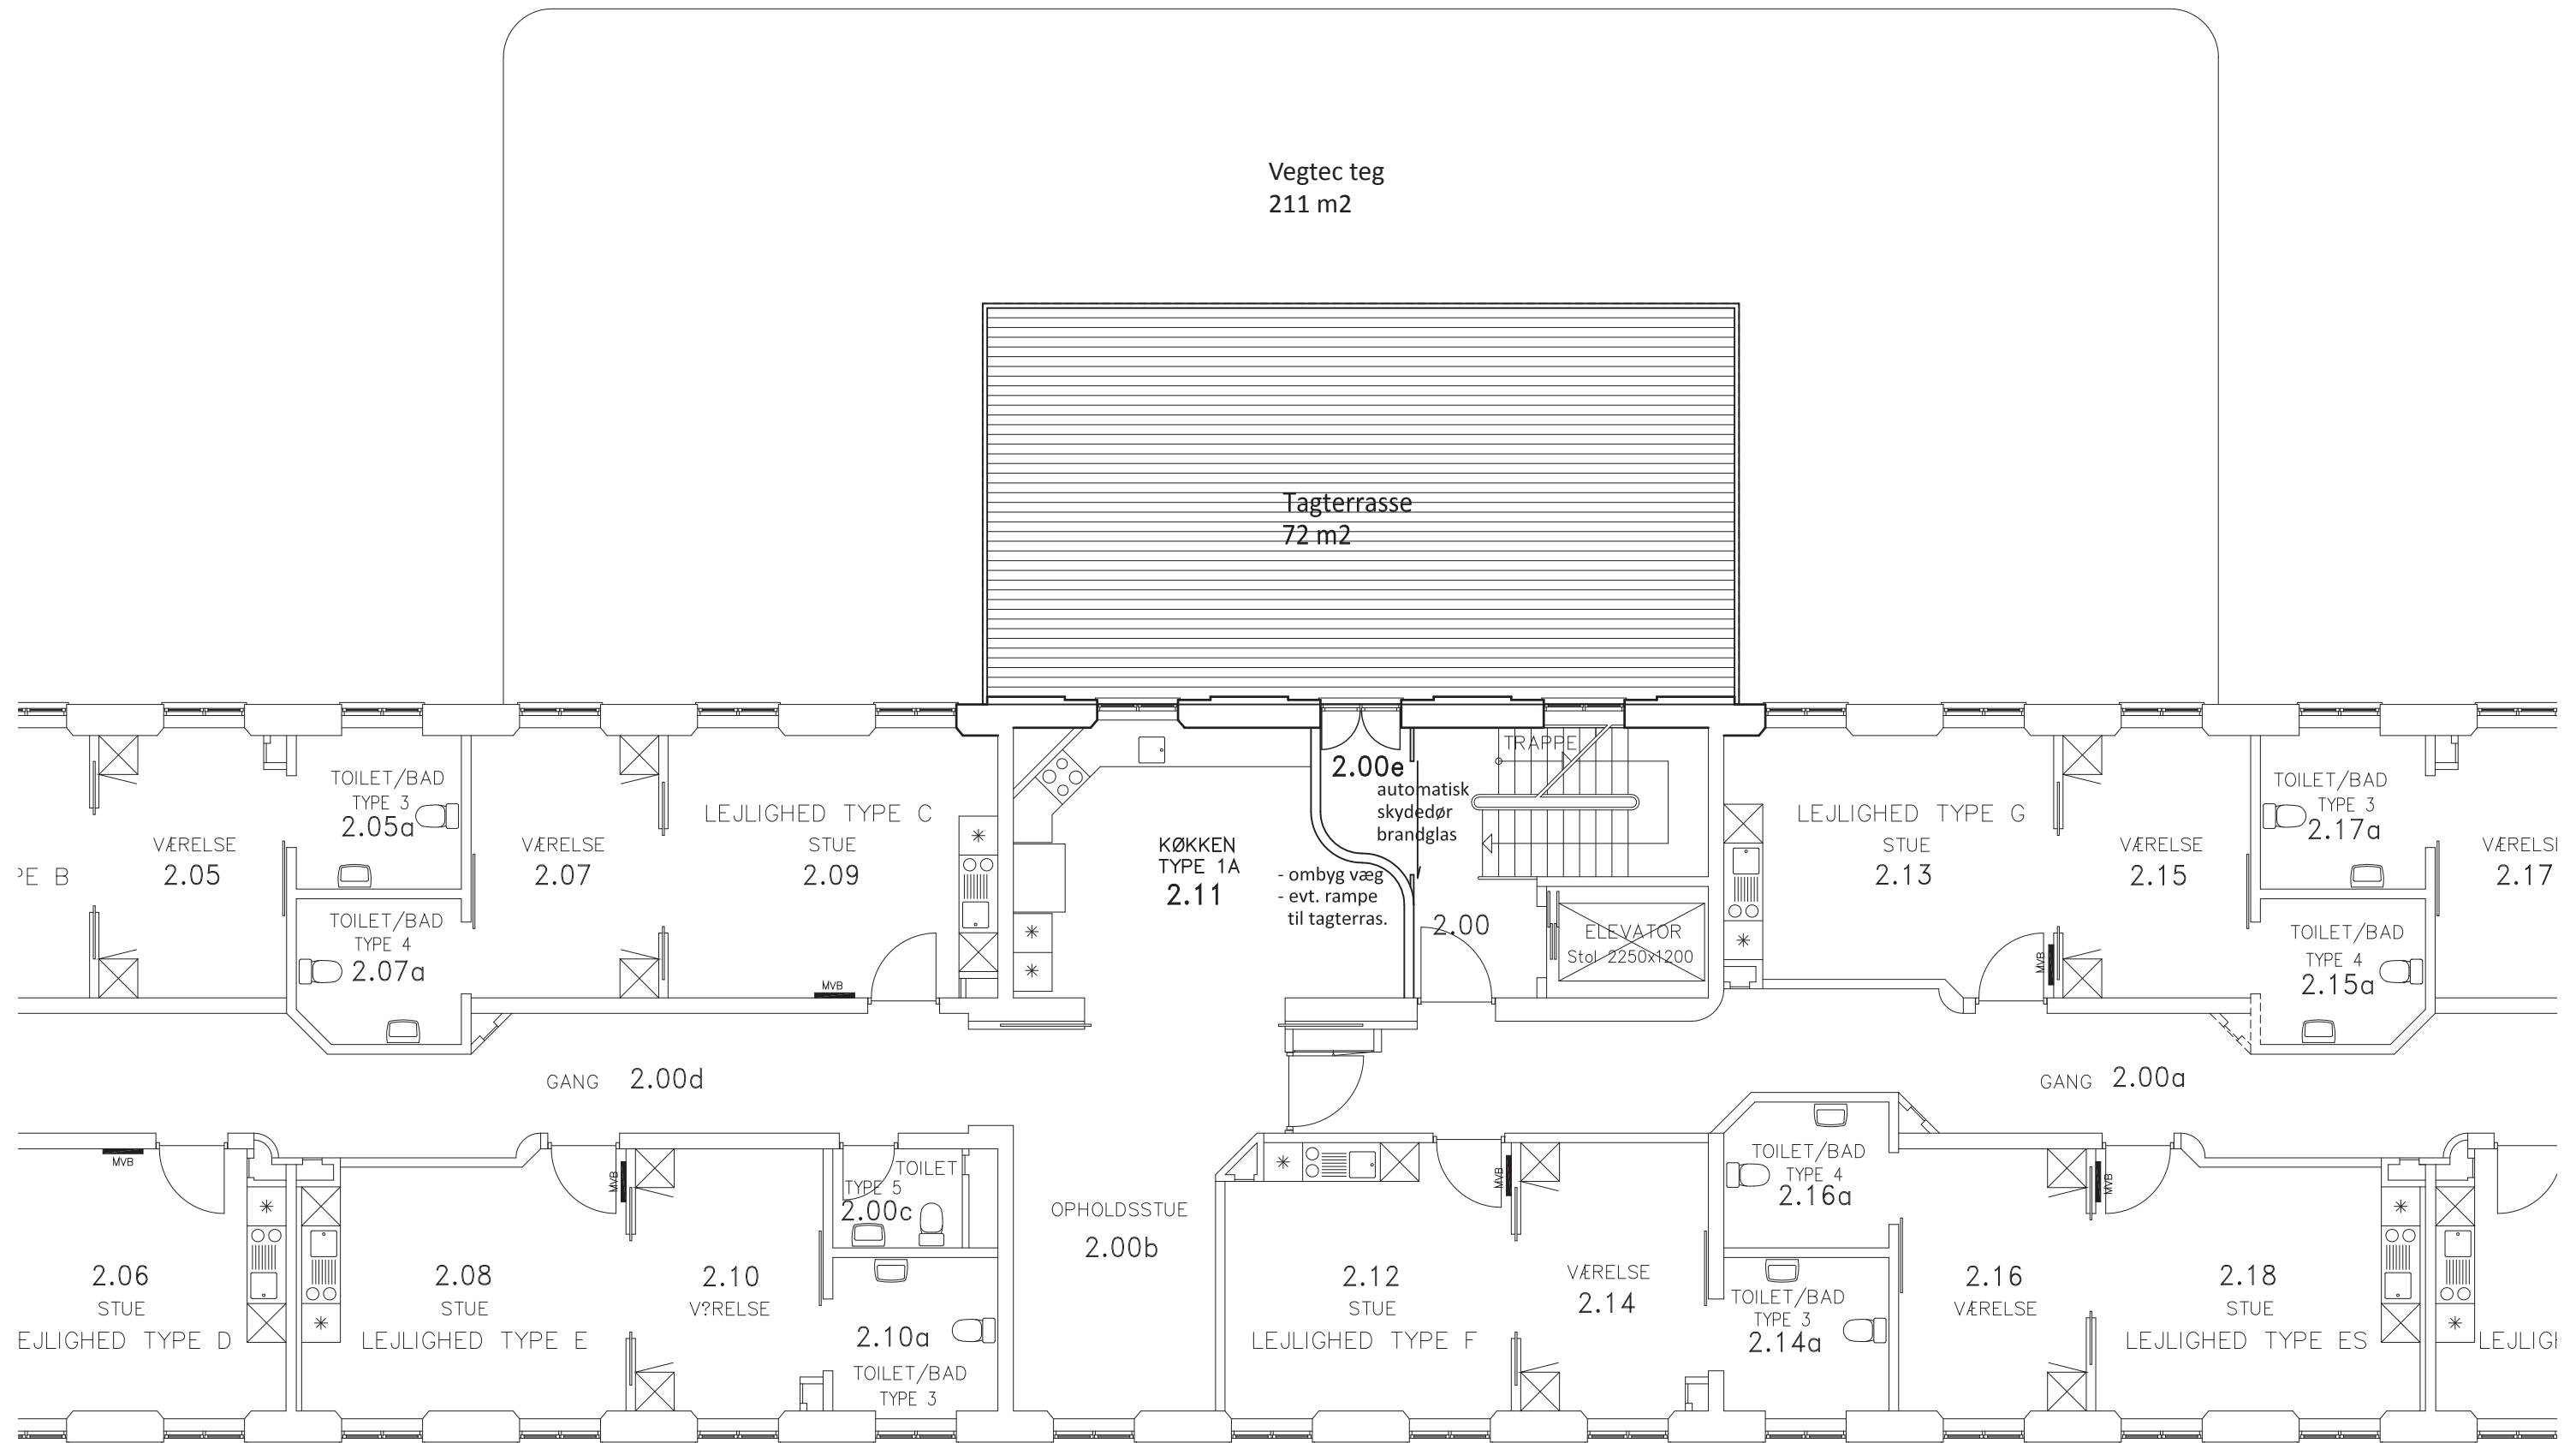 Vegtec teg
211 m2
Tagterrasse
72 m2
TRAPPE
2.00e
automatisk
skydedør
brandglas
- ombyg væg
- evt. rampe
til tagterras.
2.00
ELEVATOR
Stol 2250x1200
PE B
VÆRELSE
2.05
TOILET/BAD
TYPE 3
2.05a
TOILET/BAD
TYPE 4
2.07a
VÆRELSE
2.07
LEJLIGHED TYPE C
STUE
2.09
MVB
KØKKEN
TYPE 1A
2.11
LEJLIGHED TYPE G
STUE
2.13
MVB
VÆRELSE
2.15
TOILET/BAD
TYPE 3
2.17a
TOILET/BAD
TYPE 4
2.15a
VÆRELS
2.17
GANG 2.00d
GANG 2.00a
MVB
2.06
STUE
EJLIGHED TYPE D
2.08
STUE
LEJLIGHED TYPE E
MVB
2.10
V?RELSE
TOILET
TYPE 5
2.00c
2.10a
TOILET/BAD
TYPE 3
OPHOLDSSTUE
2.00b
2.12
STUE
LEJLIGHED TYPE F
MVB
VÆRELSE
2.14
TOILET/BAD
TYPE 4
2.16a
TOILET/BAD
TYPE 3
2.14a
2.16
VÆRELSE
MVB
2.18
STUE
LEJLIGHED TYPE ES
LEJLIGH